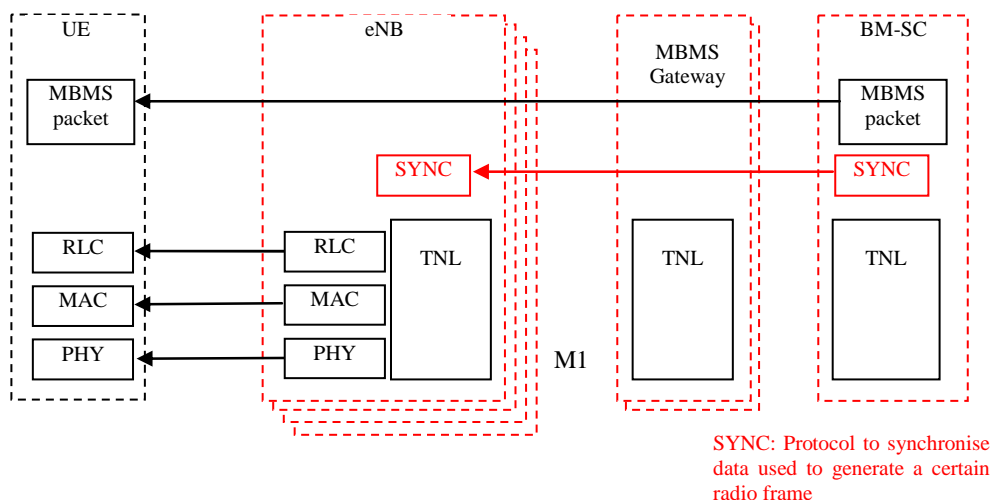 UE
eNB
MBMS
Gateway
BM-SC
MBMS
packet
MBMS
packet
SYNC
SYNC
RLC
RLC
TNL
TNL
TNL
MAC
MAC
PHY
PHY
M1
SYNC: Protocol to synchronise
data used to generate a certain
radio frame